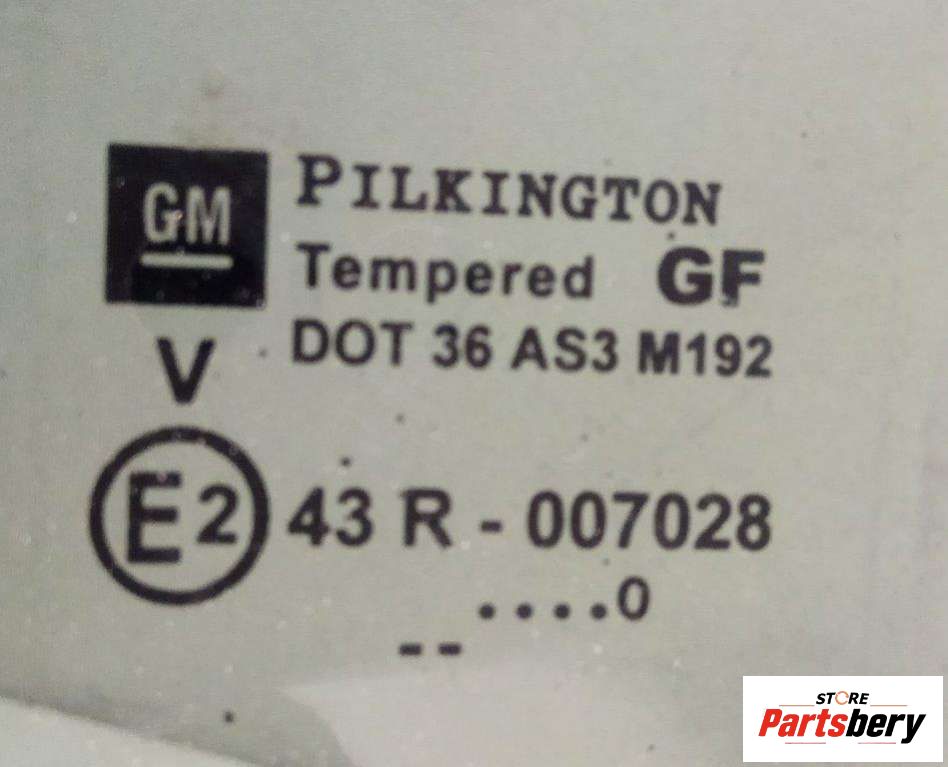 GM
PILKINGTON
Tempered GF
DOT 36 AS3 M192
V
E2 43 R - 007028
....0
--
STORE
Partsbery